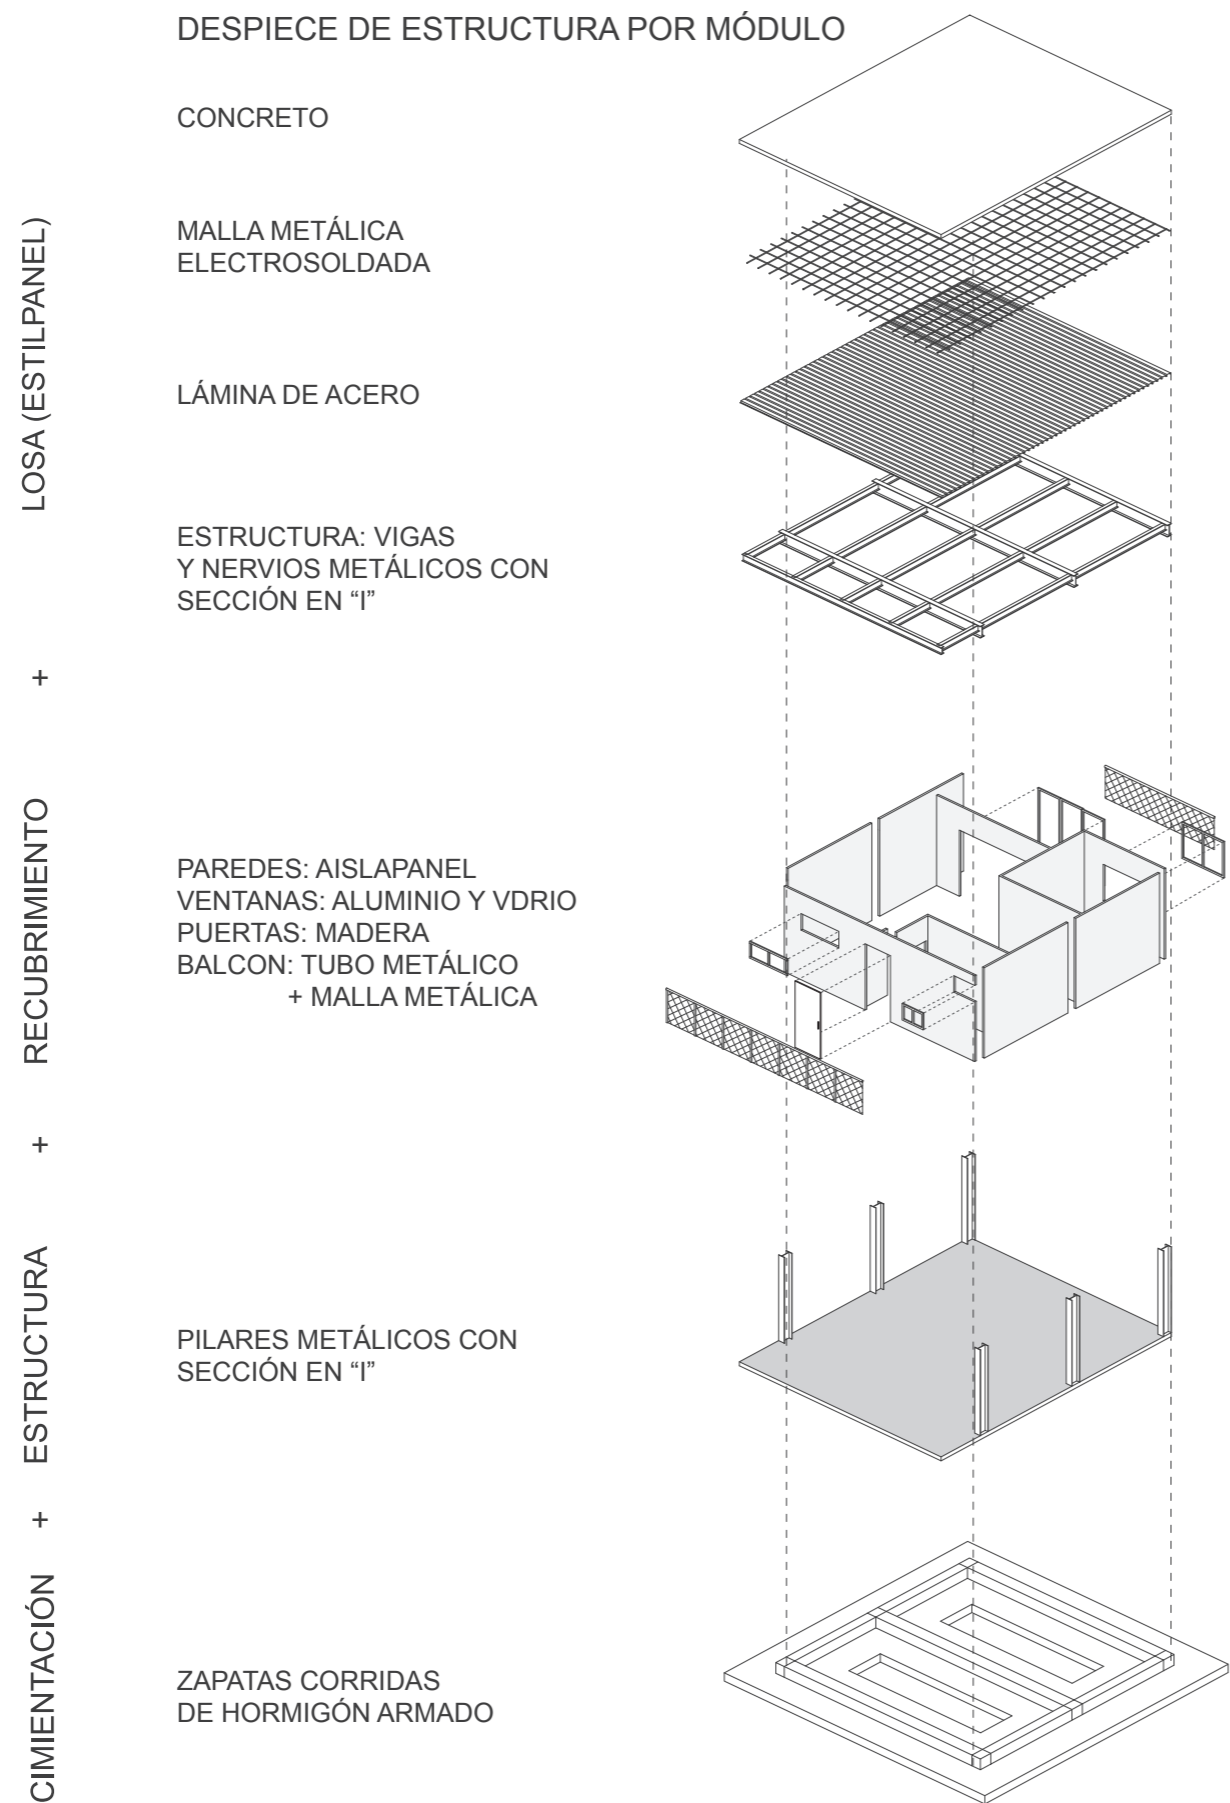 DESPIECE DE ESTRUCTURA POR MÓDULO
CONCRETO
MALLA METÁLICA
ELECTROSOLDADA
LÁMINA DE ACERO
ESTRUCTURA: VIGAS
Y NERVIOS METÁLICOS CON
SECCIÓN EN “I”
LOSA (ESTILPANEL)
+
PAREDES: AISLAPANEL
VENTANAS: ALUMINIO Y VDRIO
PUERTAS: MADERA
BALCON: TUBO METÁLICO
+ MALLA METÁLICA
RECUBRIMIENTO
+
PILARES METÁLICOS CON
SECCIÓN EN “I”
ESTRUCTURA
+
ZAPATAS CORRIDAS
DE HORMIGÓN ARMADO
CIMIENTACIÓN